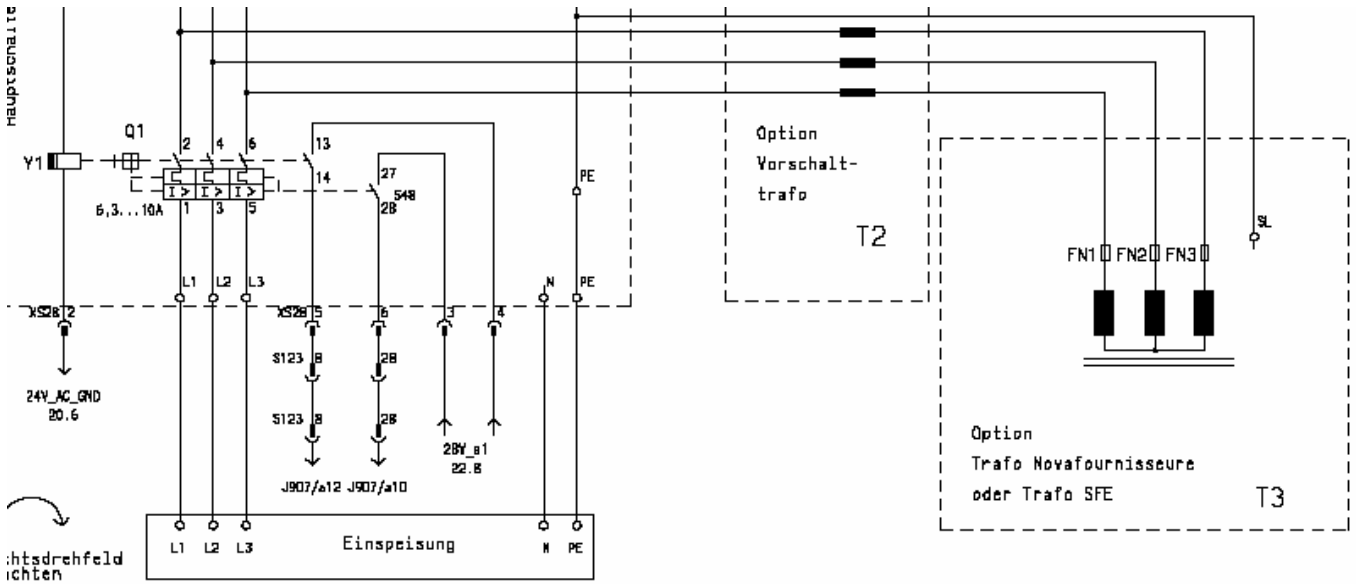 Hauptschalte
Q1
2 4 6
13
Y1
14
27
548
28
I > I > I >
6,3...10A
1 3 5
PE
Option
Vorschalt-
trafo
T2
SL
FN1 FN2 FN3
L1 L2 L3
N PE
XS28 2
XS28 5 6 3 4
S123 8 28
24V_AC_GND
20.6
S123 8 28
28V_a1
22.8
J907/a12 J907/a10
Option
Trafo Novafournisseure
oder Trafo SFE
T3
Einspeisung
L1 L2 L3 N PE
chtsdrehfeld
achten